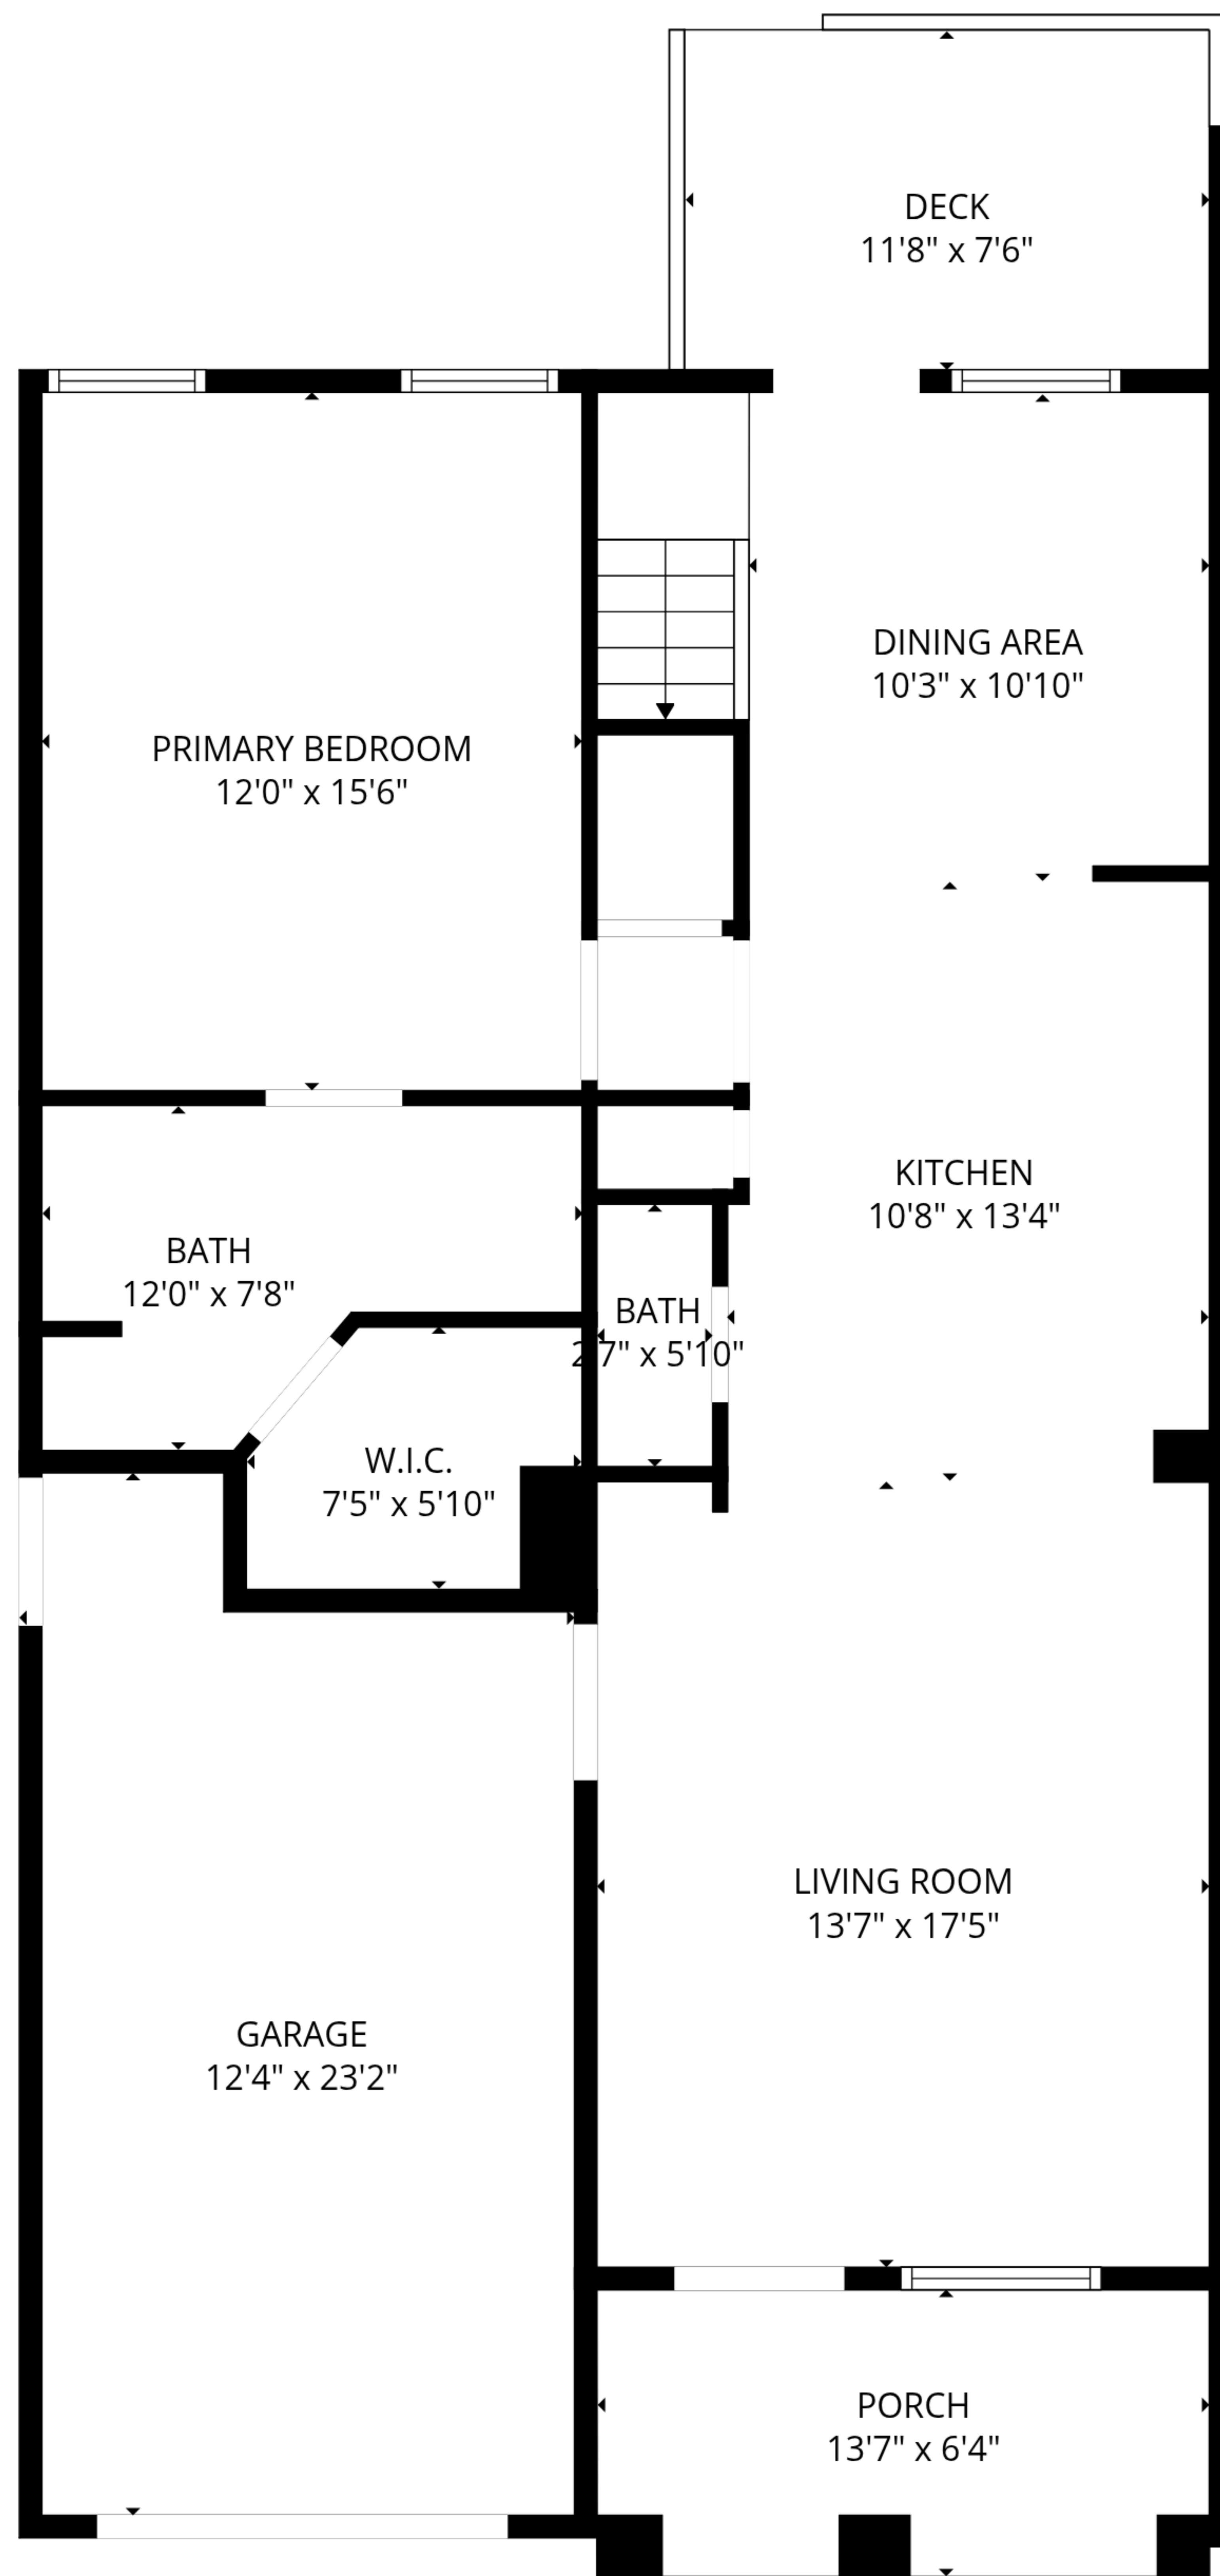 DECK
11'8" x 7'6"
DINING AREA
10'3" x 10'10"
PRIMARY BEDROOM
12'0" x 15'6"
KITCHEN
10'8" x 13'4"
BATH
12'0" x 7'8"
BATH
2'7" x 5'10"
W.I.C.
7'5" x 5'10"
LIVING ROOM
13'7" x 17'5"
GARAGE
12'4" x 23'2"
PORCH
13'7" x 6'4"